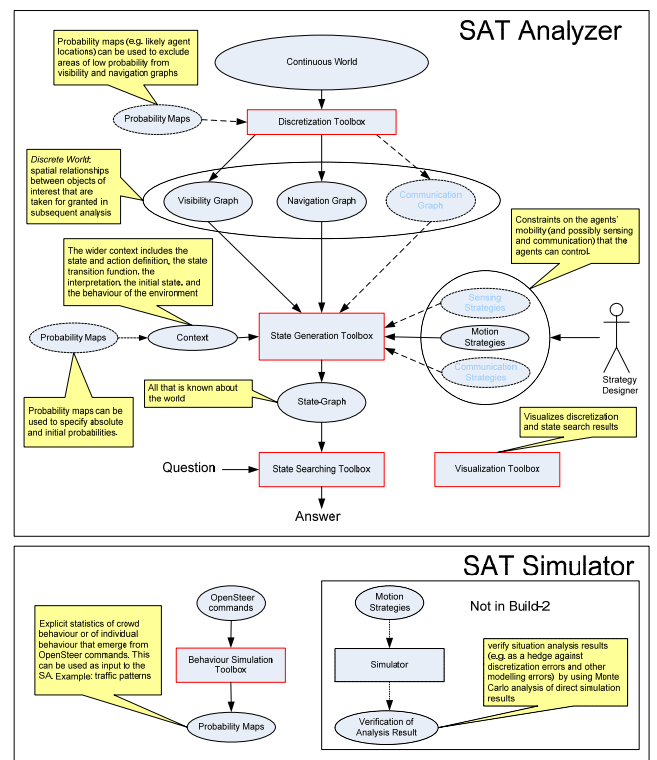 SAT Analyzer
Probability maps (e.g. likely agent
locations) can be used to exclude
areas of low probability from
visibility and navigation graphs
Continuous World
Probability Maps
Discretization Toolbox
Discrete World:
spatial relationships
between objects of
interest that are
taken for granted in
subsequent analysis
Visibility Graph
Navigation Graph
Communication
Graph
Constraints on the agents'
mobility (and possibly sensing
and communication) that the
agents can control.
The wider context includes the
state and action definition, the state
transition function, the
interpretation, the initial state, and
the behaviour of the environment
Sensing
Strategies
Probability Maps
Context
State Generation Toolbox
Motion
Strategies
Communication
Strategies
Strategy
Designer
All that is known about
the world
State-Graph
Probability maps can be
used to specify absolute
and initial probabilities.
Visualizes discretization
and state search results
Question
State Searching Toolbox
Visualization Toolbox
Answer
SAT Simulator
OpenSteer
commands
Motion
Strategies
Not in Build-2
Explicit statistics of crowd
behaviour or of individual
behaviour that emerge from
OpenSteer commands. This
can be used as input to the
SA. Example: traffic patterns
Behaviour Simulation
Toolbox
Simulator
verify situation analysis results
(e.g. as a hedge against
discretization errors and other
modelling errors) by using Monte
Carlo analysis of direct simulation
results
Probability Maps
Verification of
Analysis Result